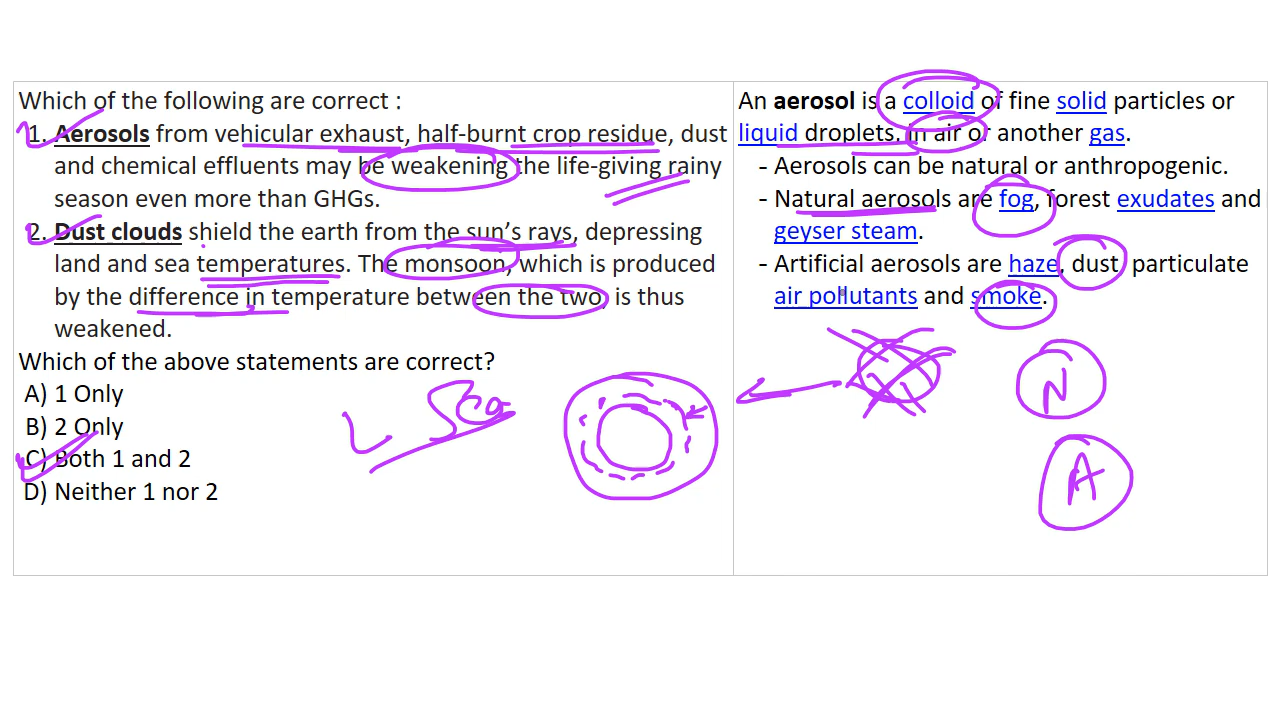 Which of the following are correct :
1. Aerosols from vehicular exhaust, half-burnt crop residue, dust
and chemical effluents may be weakening the life-giving rainy
season even more than GHGs.
2. Dust clouds shield the earth from the sun's rays, depressing
land and sea temperatures. The monsoon, which is produced
by the difference in temperature between the two, is thus
weakened.
Which of the above statements are correct?
A) 1 Only
B) 2 Only
C) Both 1 and 2
D) Neither 1 nor 2
Sea
An aerosol is a colloid of fine solid particles or
liquid droplets, in air or another gas.
- Aerosols can be natural or anthropogenic.
- Natural aerosols are fog, forest exudates and
geyser steam.
- Artificial aerosols are haze, dust, particulate
air pollutants and smoke.
N
A